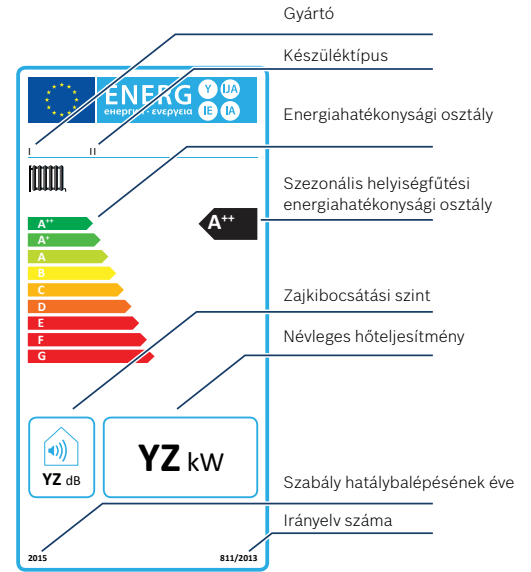 Gyártó
Készüléktípus
Energiahatékonysági osztály
Szezonális helyiségfűtési
energiahatékonysági osztály
Zajkibocsátási szint
Névleges hőteljesítmény
Szabály hatálybalépésének éve
Irányelv száma
ENERG Y IJA
енергия · ενεργεια IE IA
I II
A++
A++
A+
A
B
C
D
E
F
G
YZ dB
YZ kW
2015 811/2013